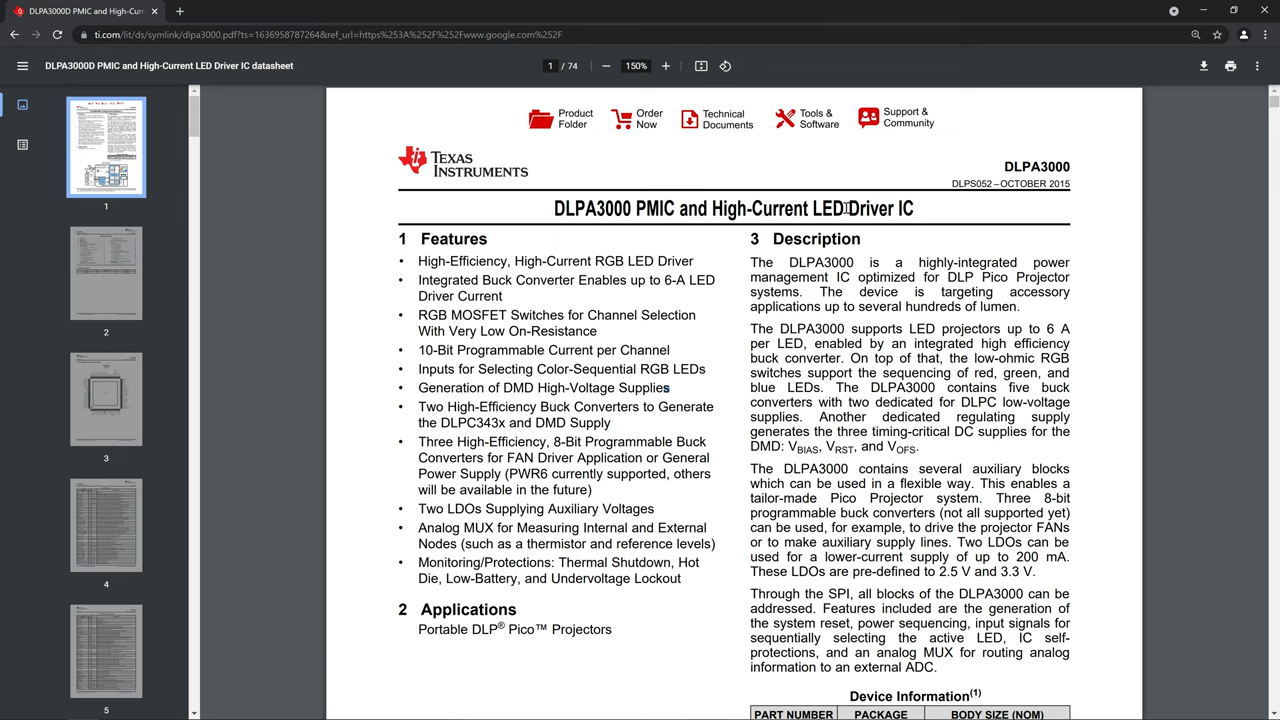 DLPA3000D PMIC and High-C
ti.com/lit/ds/symlink/dlpa3000.pdf?ts=1636958787264&ref_url=https%253A%252F%252Fwww.google.com%252F
DLPA3000D PMIC and High-Current LED Driver IC datasheet
1 / 74
150%
1
2
3
4
5
Product
Folder
Order
Now
Technical
Documents
Tools &
Software
Support &
Community
TEXAS
INSTRUMENTS
DLPA3000
DLPS052 – OCTOBER 2015
DLPA3000 PMIC and High-Current LED Driver IC
1 Features
• High-Efficiency, High-Current RGB LED Driver
• Integrated Buck Converter Enables up to 6-A LED
Driver Current
• RGB MOSFET Switches for Channel Selection
With Very Low On-Resistance
• 10-Bit Programmable Current per Channel
• Inputs for Selecting Color-Sequential RGB LEDs
• Generation of DMD High-Voltage Supplies
• Two High-Efficiency Buck Converters to Generate
the DLPC343x and DMD Supply
• Three High-Efficiency, 8-Bit Programmable Buck
Converters for FAN Driver Application or General
Power Supply (PWR6 currently supported, others
will be available in the future)
• Two LDOs Supplying Auxiliary Voltages
• Analog MUX for Measuring Internal and External
Nodes (such as a thermistor and reference levels)
• Monitoring/Protections: Thermal Shutdown, Hot
Die, Low-Battery, and Undervoltage Lockout
2 Applications
Portable DLP® Pico™ Projectors
3 Description
The DLPA3000 is a highly-integrated power
management IC optimized for DLP Pico Projector
systems. The device is targeting accessory
applications up to several hundreds of lumen.
The DLPA3000 supports LED projectors up to 6 A
per LED, enabled by an integrated high efficiency
buck converter. On top of that, the low-ohmic RGB
switches support the sequencing of red, green, and
blue LEDs. The DLPA3000 contains five buck
converters with two dedicated for DLPC low-voltage
supplies. Another dedicated regulating supply
generates the three timing-critical DC supplies for the
DMD: VBIAS, VRST, and VOFS.
The DLPA3000 contains several auxiliary blocks
which can be used in a flexible way. This enables a
tailor-made Pico Projector system. Three 8-bit
programmable buck converters (not all supported yet)
can be used, for example, to drive the projector FANs
or to make auxiliary supply lines. Two LDOs can be
used for a lower-current supply of up to 200 mA.
These LDOs are pre-defined to 2.5 V and 3.3 V.
Through the SPI, all blocks of the DLPA3000 can be
addressed. Features included are the generation of
the system reset, power sequencing, input signals for
sequentially selecting the active LED, IC self-
protections, and an analog MUX for routing analog
information to an external ADC.
Device Information(1)
PART NUMBER PACKAGE BODY SIZE (NOM)